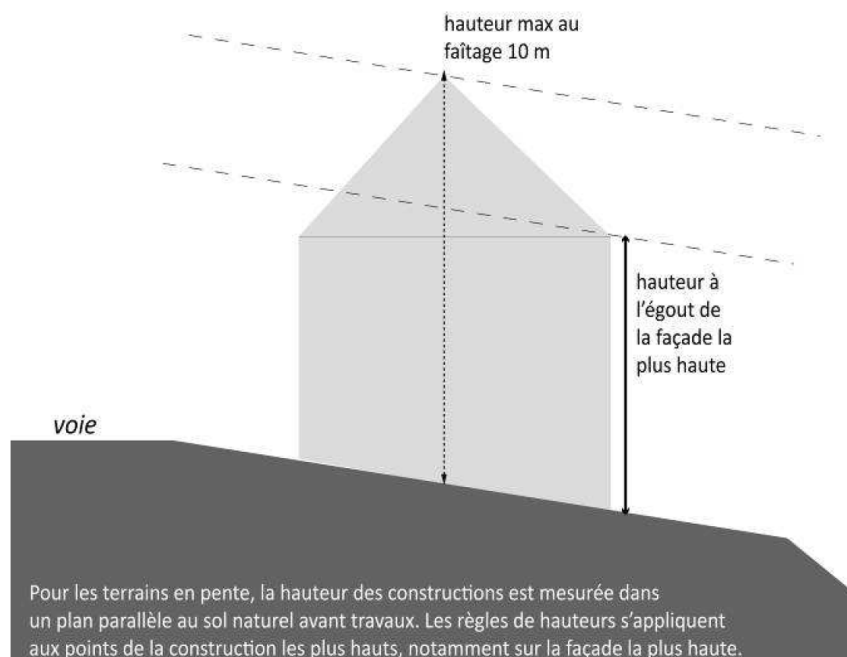 hauteur max au
faîtage 10 m
hauteur à
l'égout de
la façade la
plus haute
voie
Pour les terrains en pente, la hauteur des constructions est mesurée dans
un plan parallèle au sol naturel avant travaux. Les règles de hauteurs s'appliquent
aux points de la construction les plus hauts, notamment sur la façade la plus haute.